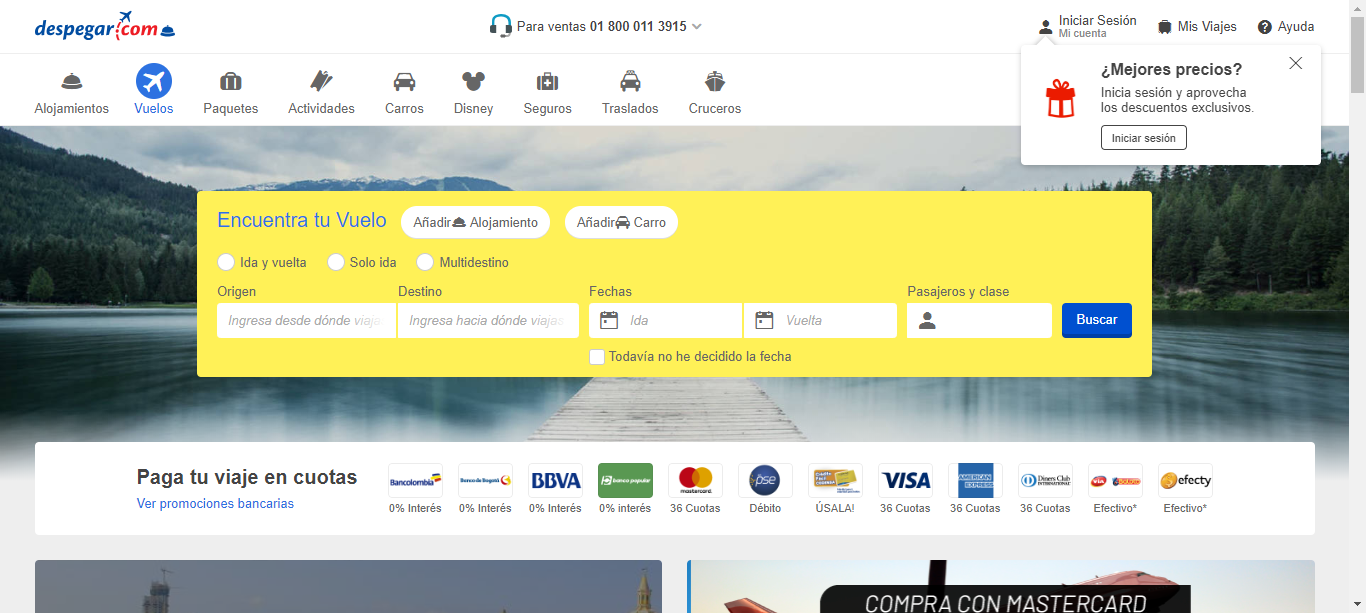 despegar.com
Para ventas 01 800 011 3915
Iniciar Sesión
Mi cuenta
Mis Viajes
Ayuda
Alojamientos
Vuelos
Paquetes
Actividades
Carros
Disney
Seguros
Traslados
Cruceros
¿Mejores precios?
Inicia sesión y aprovecha
los descuentos exclusivos.
Iniciar sesión
Encuentra tu Vuelo
Añadir Alojamiento
Añadir Carro
Ida y vuelta
Solo ida
Multidestino
Origen
Destino
Fechas
Pasajeros y clase
Ingresa desde dónde viaja
Ingresa hacia dónde viajas
Ida
Vuelta
Buscar
Todavía no he decidido la fecha
Paga tu viaje en cuotas
Ver promociones bancarias
Bancolombia
0% Interés
Banco de Bogotá
0% Interés
BBVA
0% Interés
banco popular
0% interés
mastercard
36 Cuotas
pse
Débito
ÚSALA!
VISA
36 Cuotas
AMERICAN EXPRESS
36 Cuotas
Diners Club
INTERNATIONAL
36 Cuotas
via baloto
Efectivo*
efecty
Efectivo*
COMPRA CON MASTERCARD